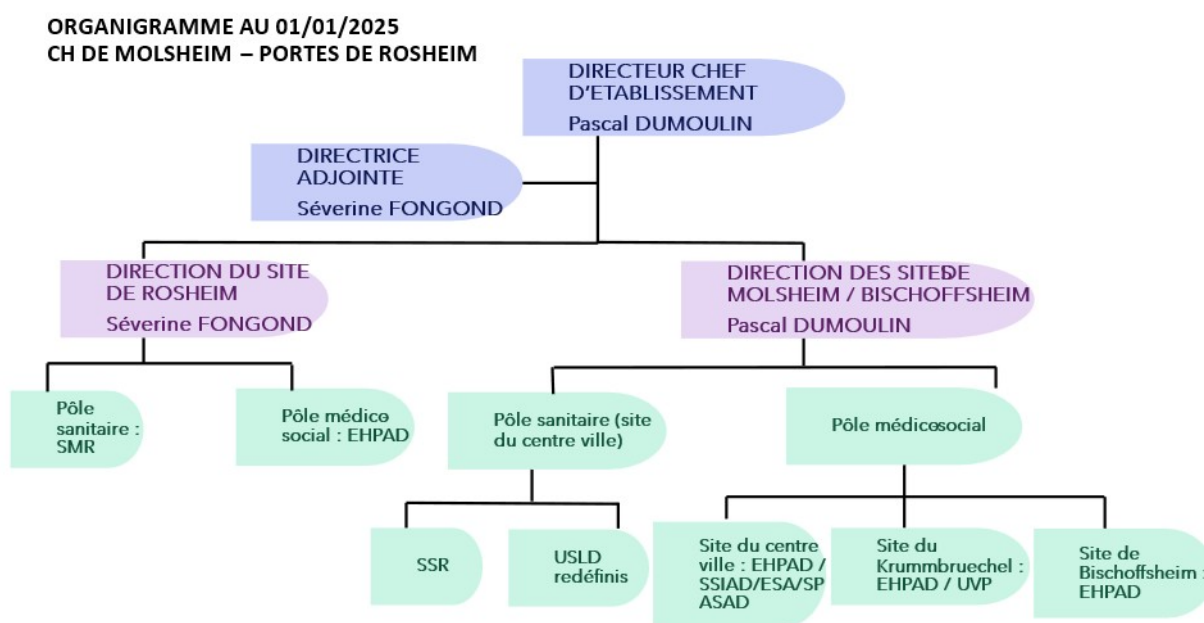 ORGANIGRAMME AU 01/01/2025
CH DE MOLSHEIM – PORTES DE ROSHEIM
DIRECTEUR CHEF
D'ETABLISSEMENT
Pascal DUMOULIN
DIRECTRICE
ADJOINTE
Séverine FONGOND
DIRECTION DU SITE
DE ROSHEIM
Séverine FONGOND
DIRECTION DES SITES DE
MOLSHEIM / BISCHOFFSHEIM
Pascal DUMOULIN
Pôle
sanitaire :
SMR
Pôle médico
social : EHPAD
Pôle sanitaire (site
du centre ville)
Pôle médicosocial
SSR
USLD
redéfinis
Site du centre
ville : EHPAD /
SSIAD/ESA/SP
ASAD
Site du
Krummbruechel :
EHPAD / UVP
Site de
Bischoffsheim :
EHPAD